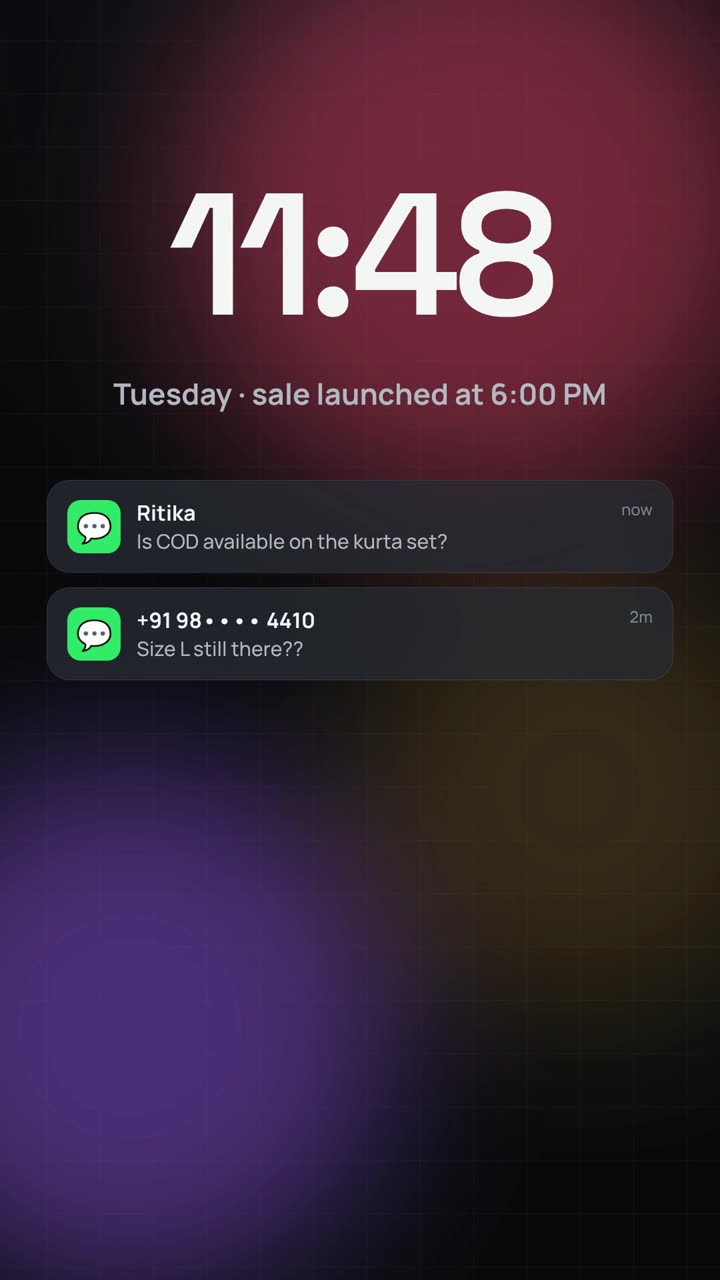 11:48
Tuesday · sale launched at 6:00 PM
Ritika
now
Is COD available on the kurta set?
+91 98•••• 4410
2m
Size L still there??